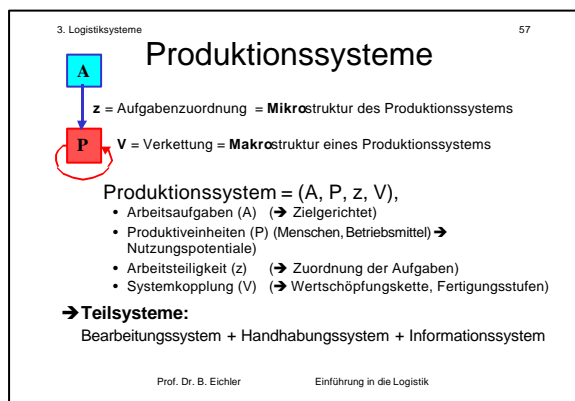 3. Logistiksysteme 57
Produktionssysteme
A
z = Aufgabenzuordnung = Mikrostruktur des Produktionssystems
P
V = Verkettung = Makrostruktur eines Produktionssystems
Produktionssystem = (A, P, z, V),
• Arbeitsaufgaben (A) (➔ Zielgerichtet)
• Produktiveinheiten (P) (Menschen, Betriebsmittel) ➔
Nutzungspotentiale)
• Arbeitsteiligkeit (z) (➔ Zuordnung der Aufgaben)
• Systemkopplung (V) (➔ Wertschöpfungskette, Fertigungsstufen)
➔ Teilsysteme:
Bearbeitungssystem + Handhabungssystem + Informationssystem
Prof. Dr. B. Eichler Einführung in die Logistik